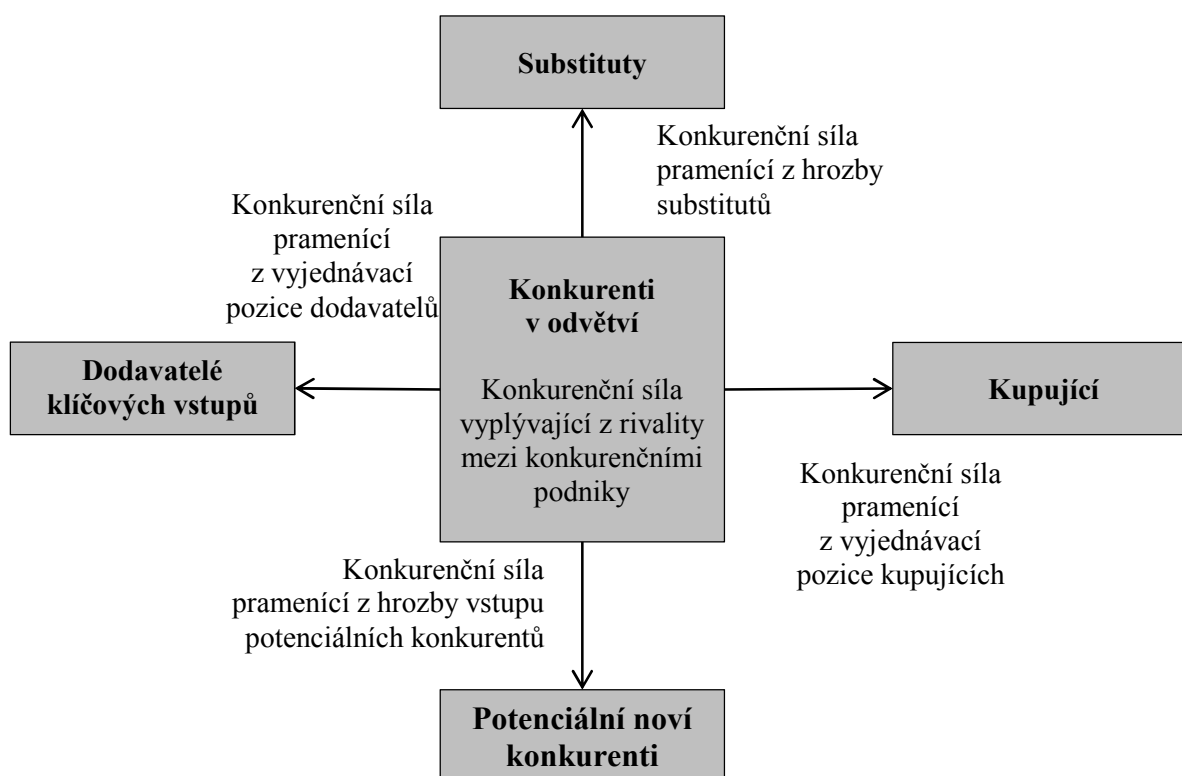 Substituty
Konkurenční síla
pramenící z hrozby
substitutů
Konkurenční síla
pramenící
z vyjednávací
pozice dodavatelů
Konkurenti
v odvětví
Konkurenční síla
vyplývající z rivality
mezi konkurenčními
podniky
Dodavatelé
klíčových vstupů
Kupující
Konkurenční síla
pramenící
z vyjednávací
pozice kupujících
Konkurenční síla
pramenící z hrozby vstupu
potenciálních konkurentů
Potenciální noví
konkurenti